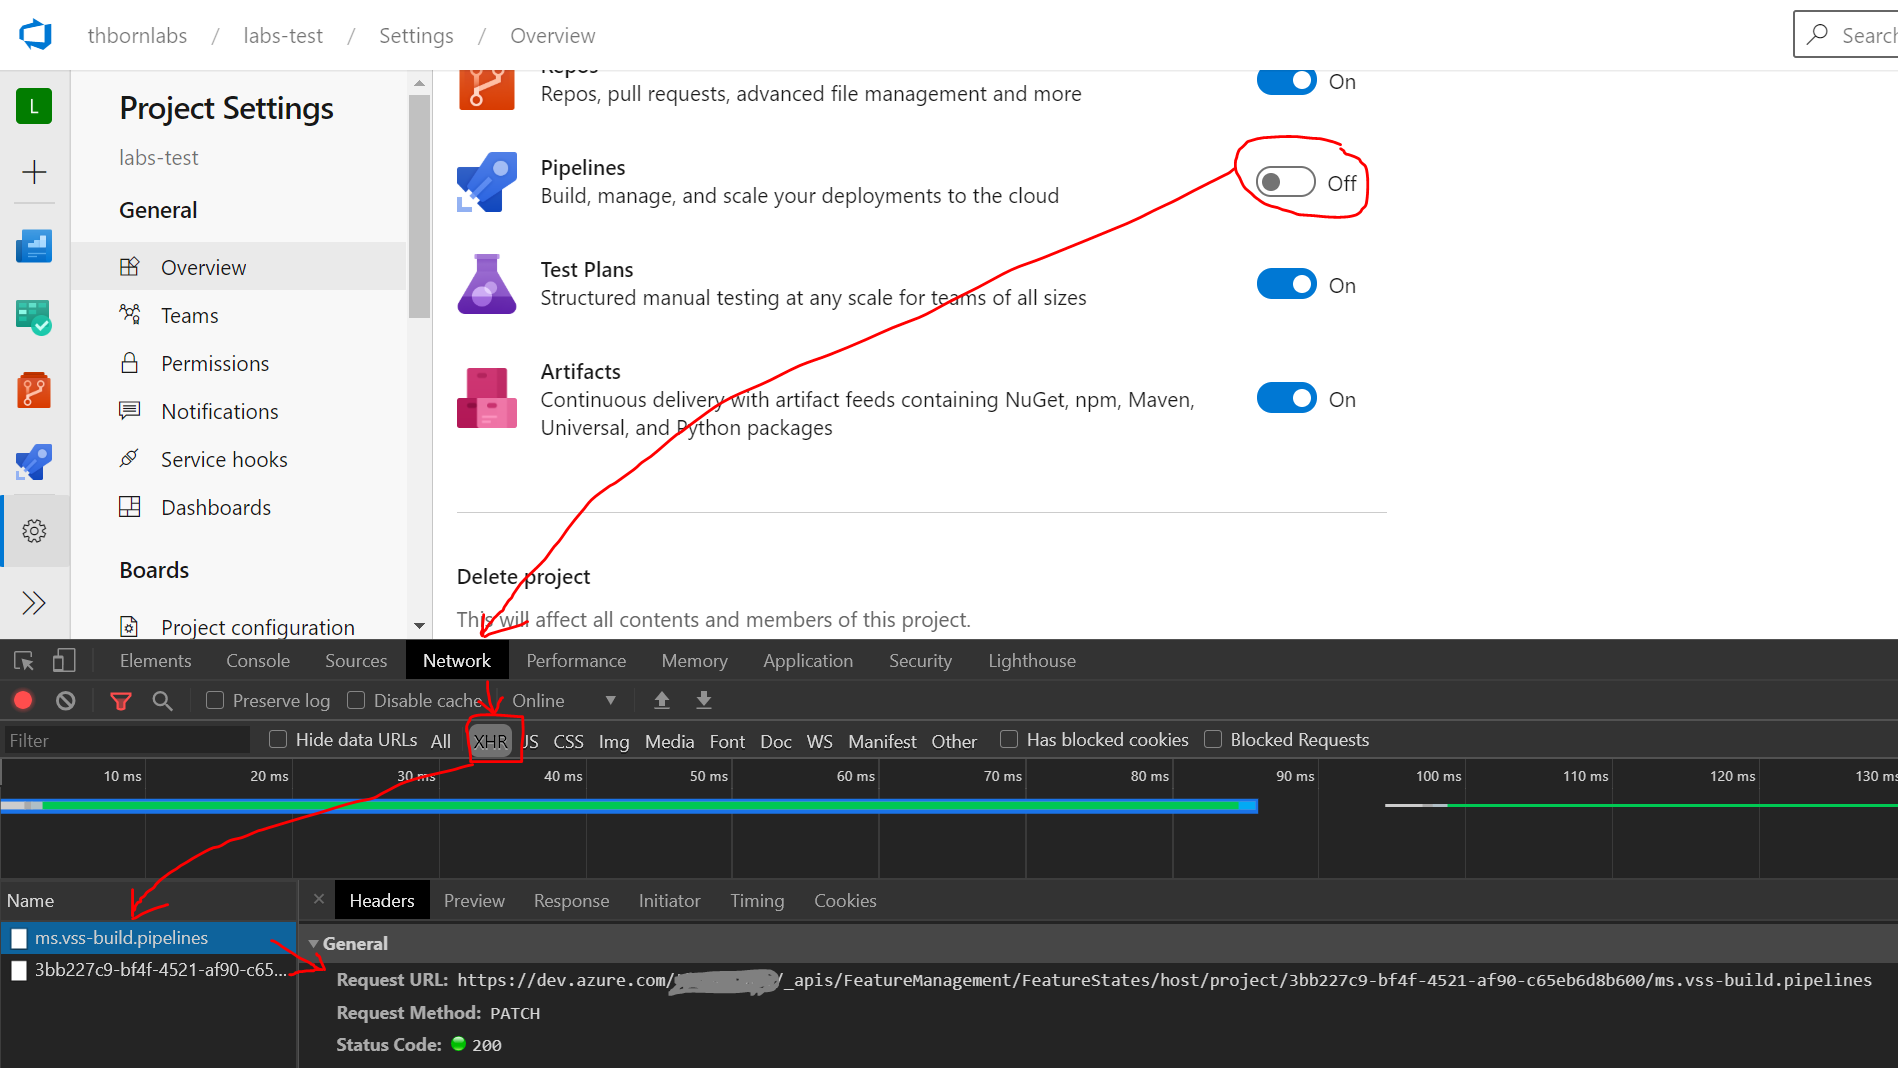 thbornlabs / labs-test / Settings / Overview
Search
L
Project Settings
labs-test
General
Overview
Teams
Permissions
Notifications
Service hooks
Dashboards
Boards
Project configuration
Repos
Repos, pull requests, advanced file management and more
On
Pipelines
Build, manage, and scale your deployments to the cloud
Off
Test Plans
Structured manual testing at any scale for teams of all sizes
On
Artifacts
Continuous delivery with artifact feeds containing NuGet, npm, Maven,
Universal, and Python packages
On
Delete project
This will affect all contents and members of this project.
Elements Console Sources Network Performance Memory Application Security Lighthouse
Preserve log Disable cache Online
Filter Hide data URLs All XHR JS CSS Img Media Font Doc WS Manifest Other Has blocked cookies Blocked Requests
10 ms 20 ms 30 ms 40 ms 50 ms 60 ms 70 ms 80 ms 90 ms 100 ms 110 ms 120 ms 130 ms
Name
ms.vss-build.pipelines
3bb227c9-bf4f-4521-af90-c65...
Headers Preview Response Initiator Timing Cookies
General
Request URL: https://dev.azure.com/ /_apis/FeatureManagement/FeatureStates/host/project/3bb227c9-bf4f-4521-af90-c65eb6d8b600/ms.vss-build.pipelines
Request Method: PATCH
Status Code: 200